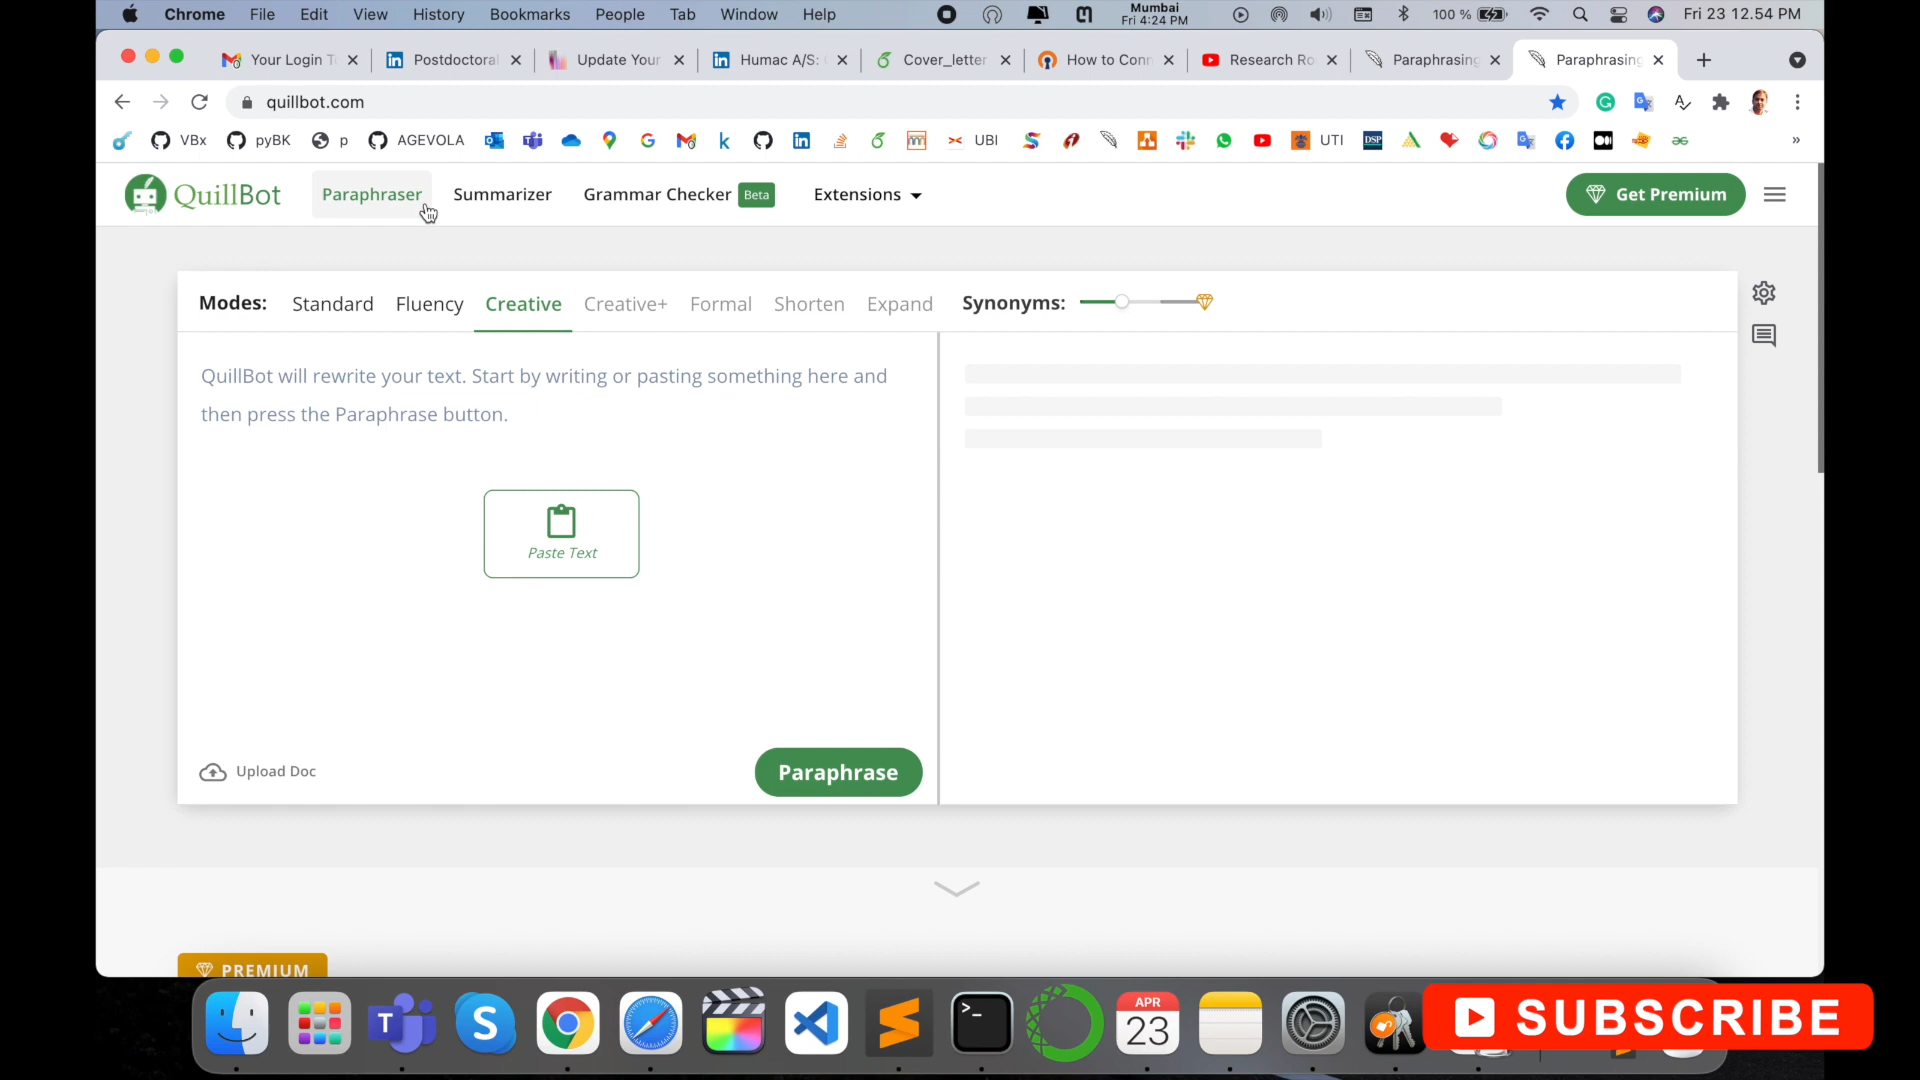 Chrome File Edit View History Bookmarks People Tab Window Help Mumbai Fri 4:24 PM 100 % Fri 23 12.54 PM
Your Login T Postdoctoral Update Your Humac A/S: Cover_letter How to Conn Research Ro Paraphrasing Paraphrasing
quillbot.com
VBx pyBK p AGEVOLA UBI UTI DSP
QuillBot Paraphraser Summarizer Grammar Checker Beta Extensions Get Premium
Modes: Standard Fluency Creative Creative+ Formal Shorten Expand Synonyms:
QuillBot will rewrite your text. Start by writing or pasting something here and
then press the Paraphrase button.
Paste Text
Upload Doc Paraphrase
PREMIUM
APR
23
SUBSCRIBE